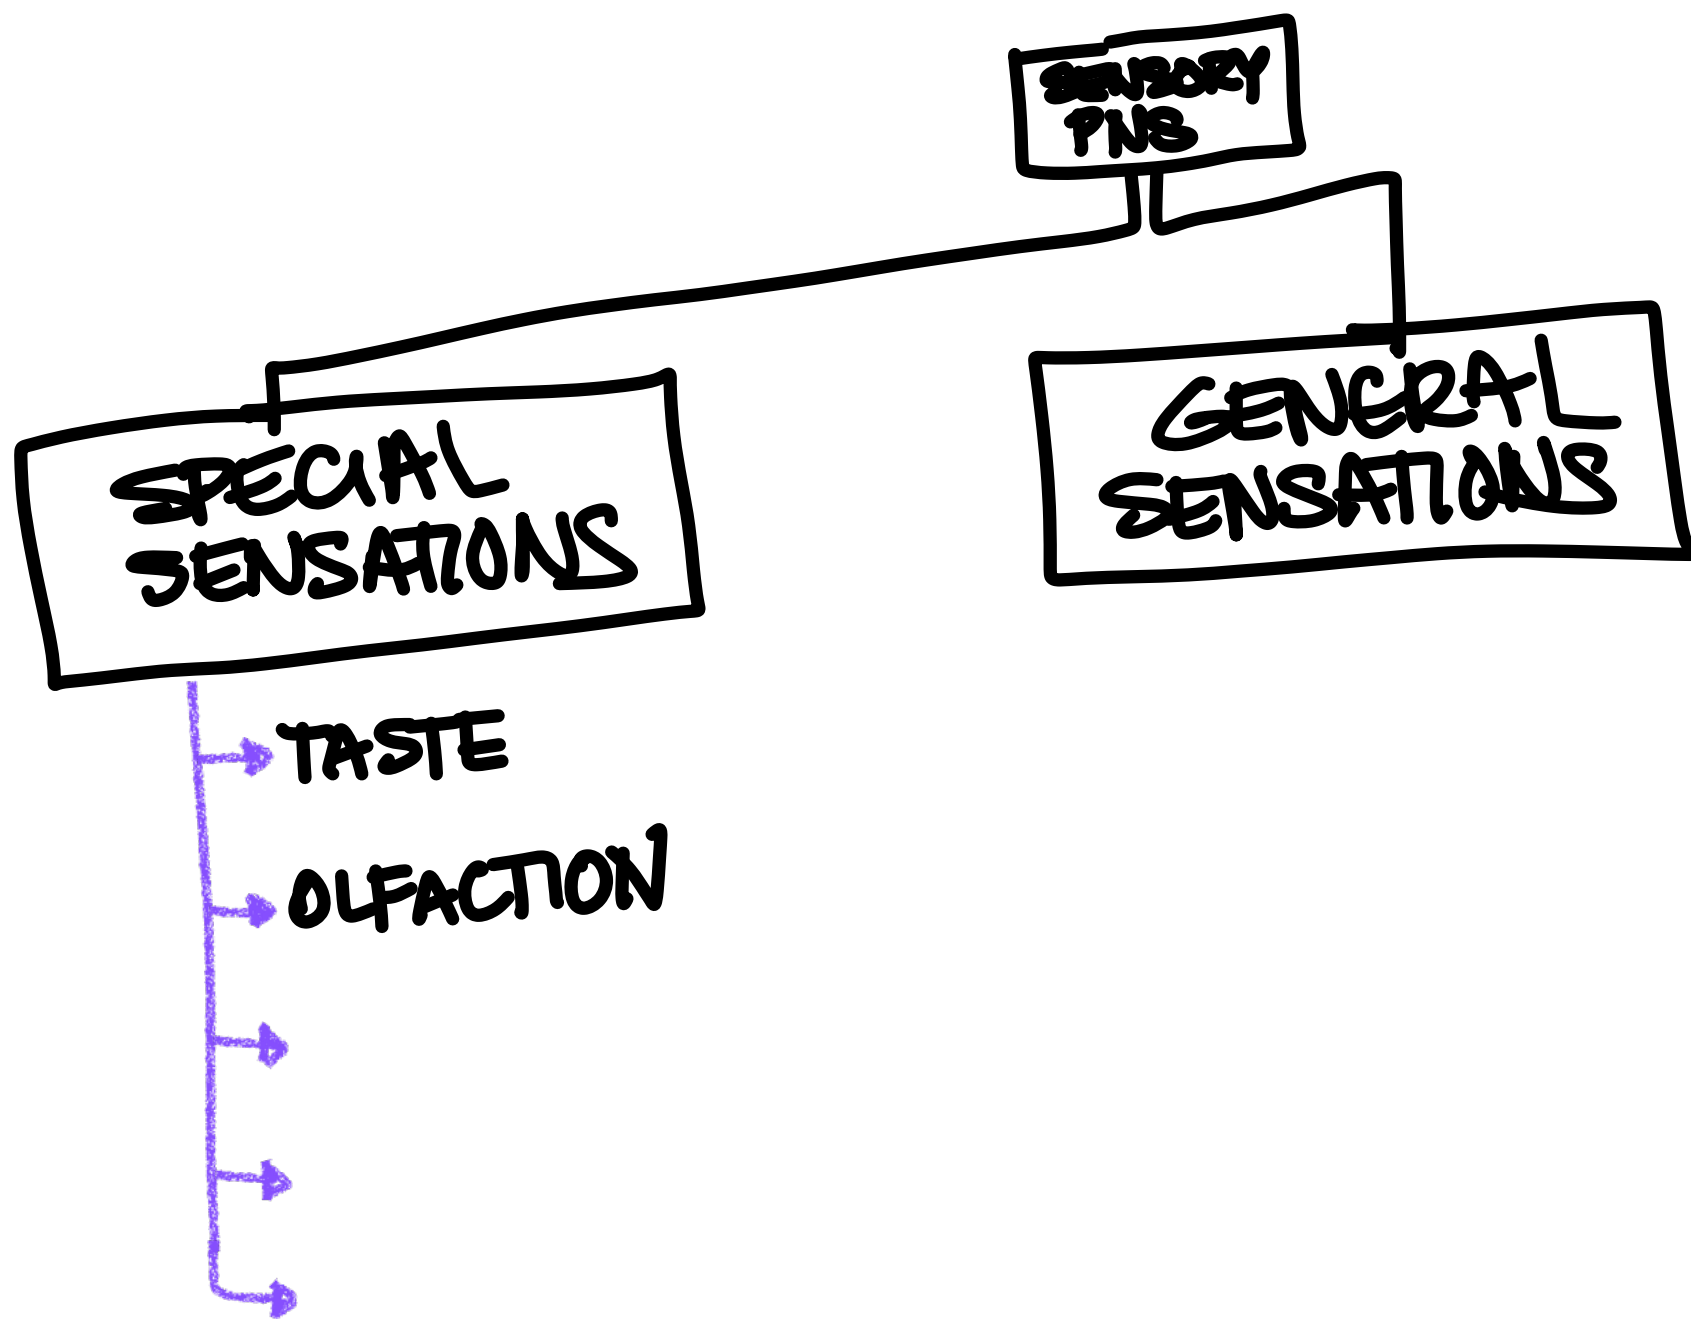 SENSORY
PNS
SPECIAL
SENSATIONS
GENERAL
SENSATIONS
TASTE
OLFACTION